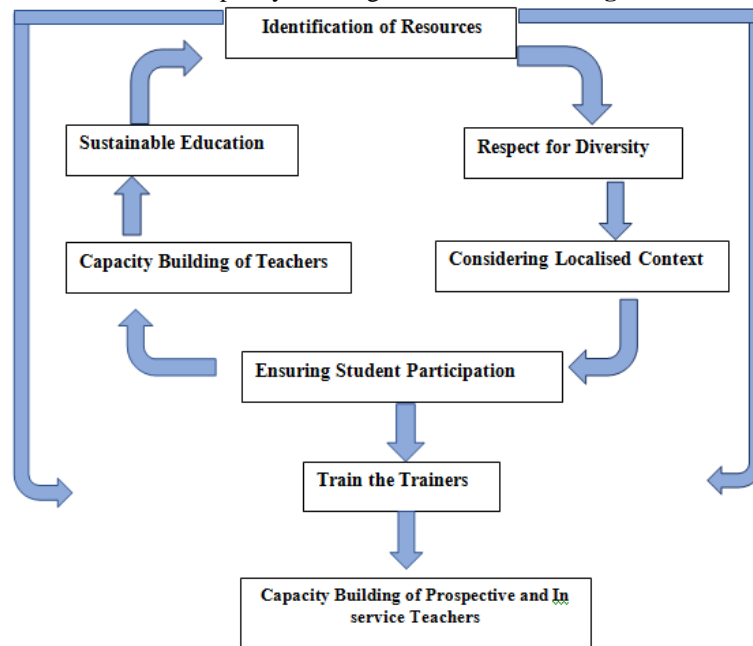 Identification of Resources
Sustainable Education
Respect for Diversity
Capacity Building of Teachers
Considering Localised Context
Ensuring Student Participation
Train the Trainers
Capacity Building of Prospective and In
service Teachers